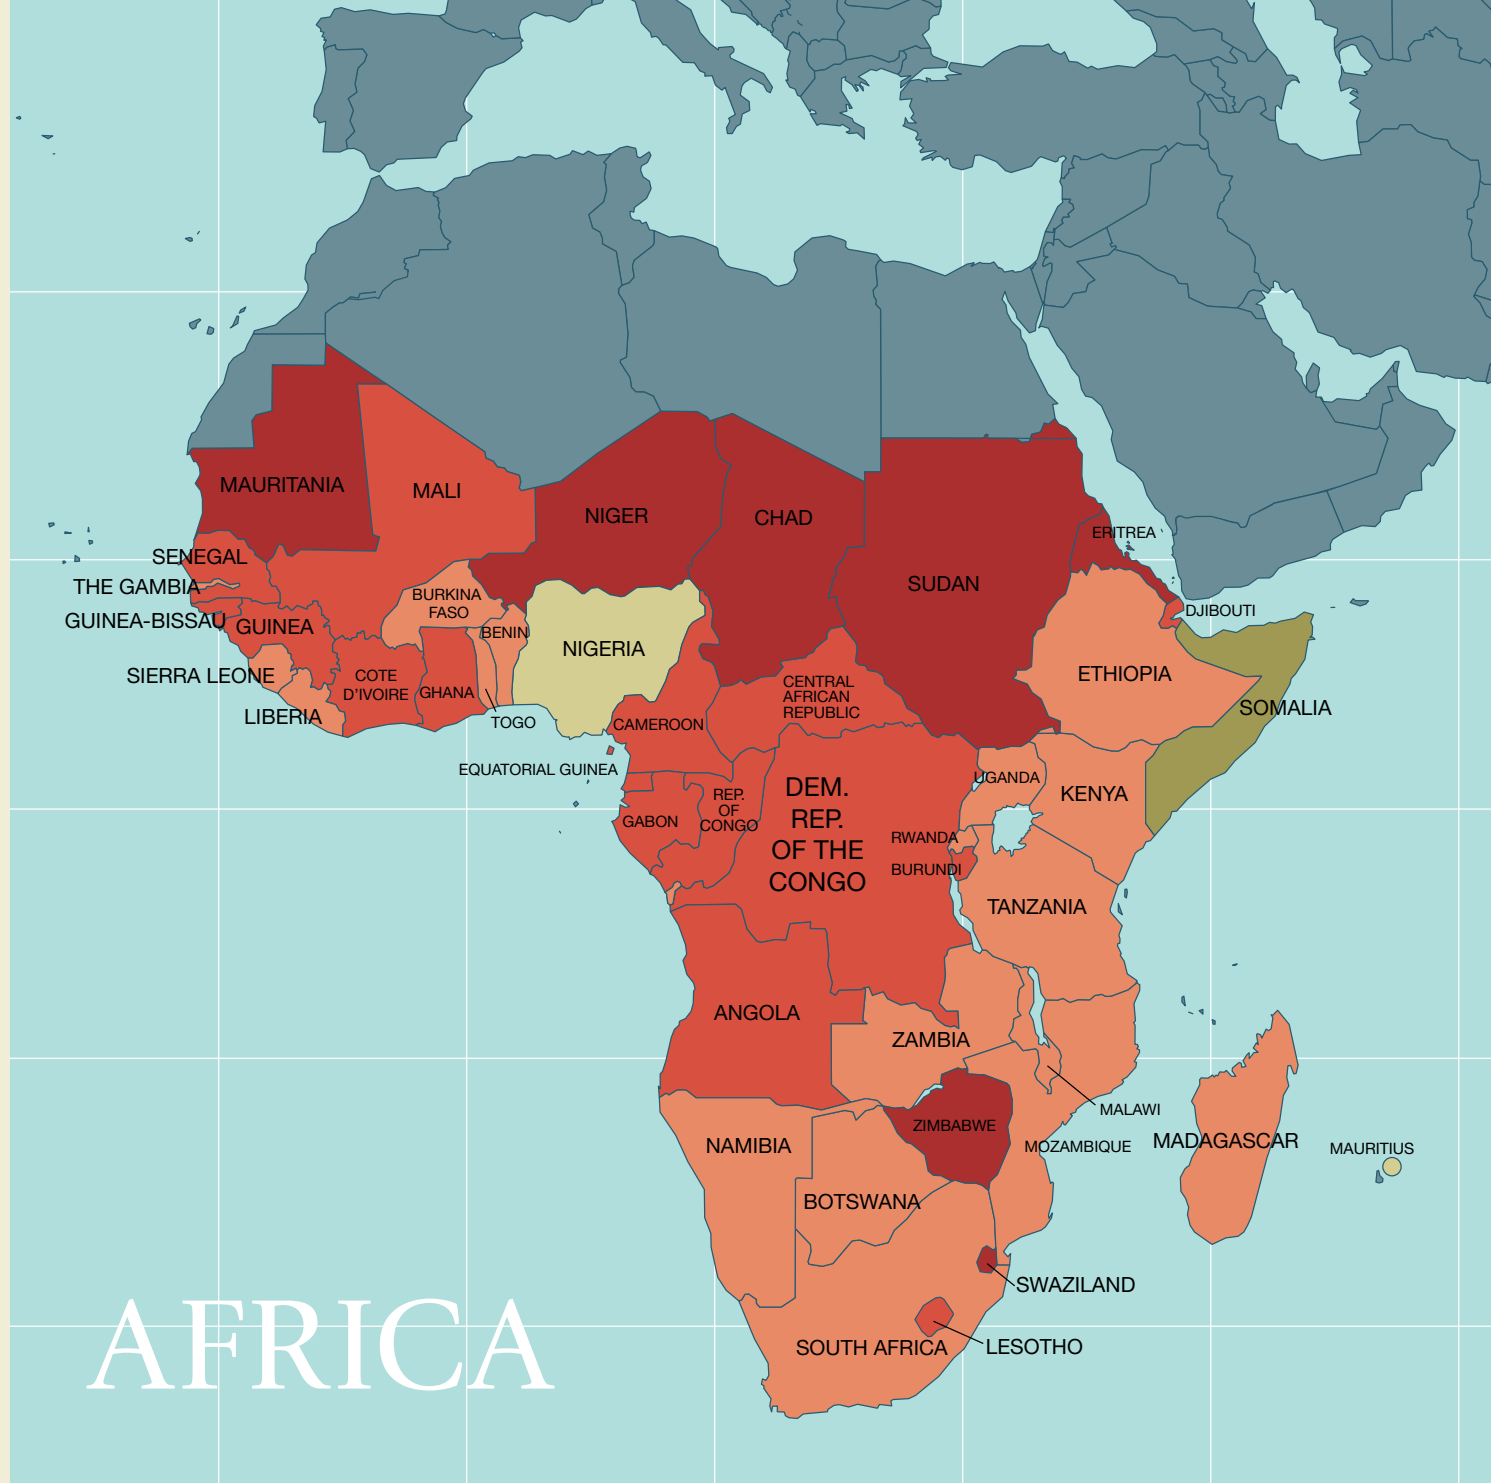 MAURITANIA
MALI
NIGER
CHAD
SUDAN
ERITREA
SENEGAL
THE GAMBIA
GUINEA-BISSAU
GUINEA
BURKINA
FASO
BENIN
NIGERIA
DJIBOUTI
ETHIOPIA
SOMALIA
SIERRA LEONE
COTE
D'IVOIRE
GHANA
LIBERIA
TOGO
CAMEROON
CENTRAL
AFRICAN
REPUBLIC
EQUATORIAL GUINEA
GABON
REP.
OF
CONGO
DEM.
REP.
OF THE
CONGO
UGANDA
KENYA
RWANDA
BURUNDI
TANZANIA
ANGOLA
ZAMBIA
MALAWI
ZIMBABWE
MOZAMBIQUE
MADAGASCAR
MAURITIUS
NAMIBIA
BOTSWANA
SWAZILAND
SOUTH AFRICA
LESOTHO
AFRICA